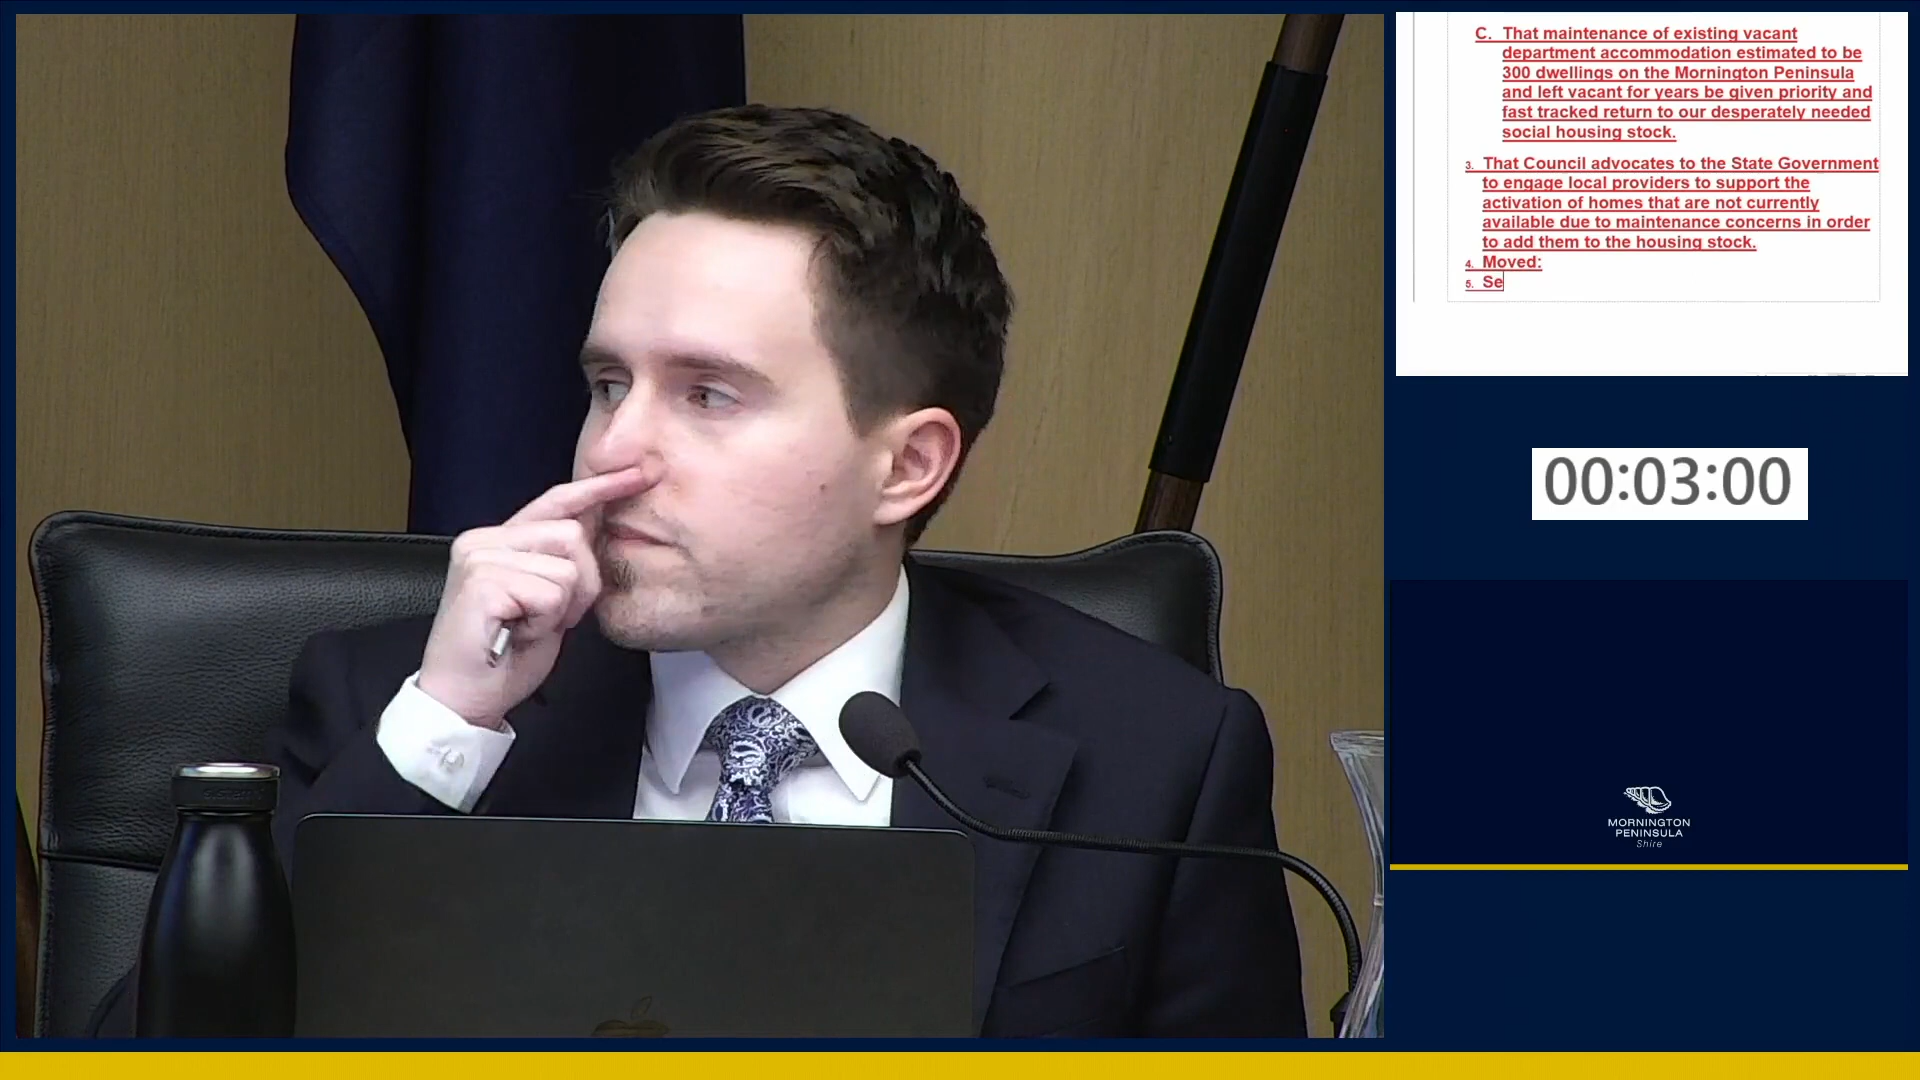 C. That maintenance of existing vacant
department accommodation estimated to be
300 dwellings on the Mornington Peninsula
and left vacant for years be given priority and
fast tracked return to our desperately needed
social housing stock.
3. That Council advocates to the State Government
to engage local providers to support the
activation of homes that are not currently
available due to maintenance concerns in order
to add them to the housing stock.
4. Moved:
5. Se
00:03:00
MORNINGTON
PENINSULA
Shire